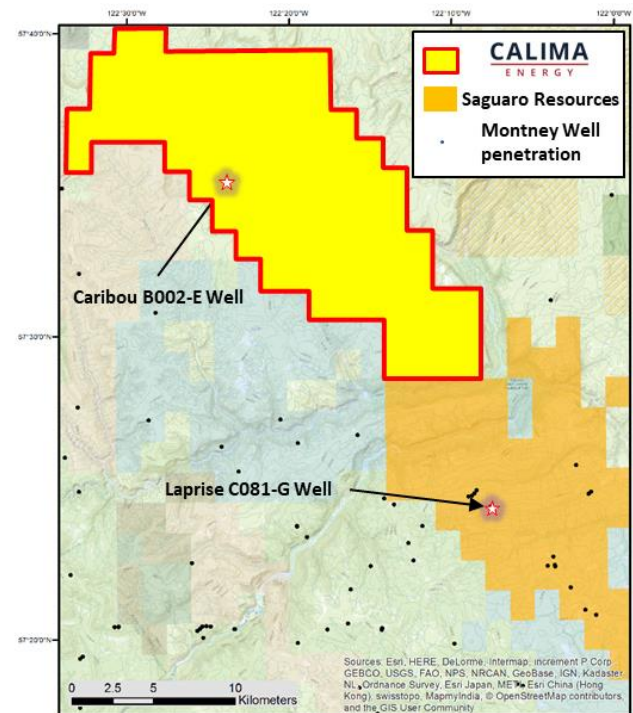 122°30'0"W
122°20'0"W
122°10'0"W
122°0'0"W
57°40'0"N
CALIMA
ENERGY
Saguaro Resources
Montney Well
penetration
Caribou B002-E Well
57°30'0"N
Laprise C081-G Well
57°20'0"N
0 2.5 5 10
Kilometers
Sources: Esri, HERE, DeLorme, Intermap, increment P Corp.
GEBCO, USGS, FAO, NPS, NRCAN, GeoBase, IGN, Kadaster
NL, Ordnance Survey, Esri Japan, METI, Esri China (Hong
Kong), swisstopo, MapmyIndia, © OpenStreetMap contributors,
and the GIS User Community